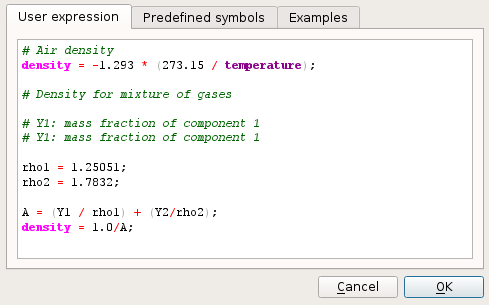 User expression
Predefined symbols
Examples
# Air density
density = -1.293 * (273.15 / temperature);
# Density for mixture of gases
# Y1: mass fraction of component 1
# Y1: mass fraction of component 1
rho1 = 1.25051;
rho2 = 1.7832;
A = (Y1 / rho1) + (Y2/rho2);
density = 1.0/A;
Cancel
OK